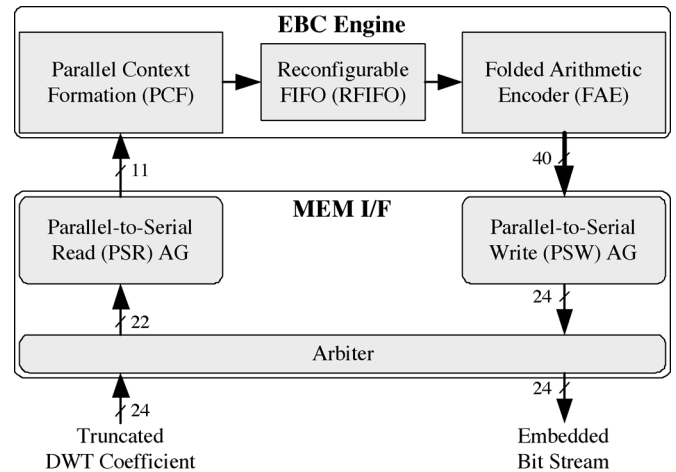 EBC Engine
Parallel Context
Formation (PCF)
Reconfigurable
FIFO (RFIFO)
Folded Arithmetic
Encoder (FAE)
11
40
MEM I/F
Parallel-to-Serial
Read (PSR) AG
Parallel-to-Serial
Write (PSW) AG
22
24
Arbiter
24
24
Truncated
DWT Coefficient
Embedded
Bit Stream